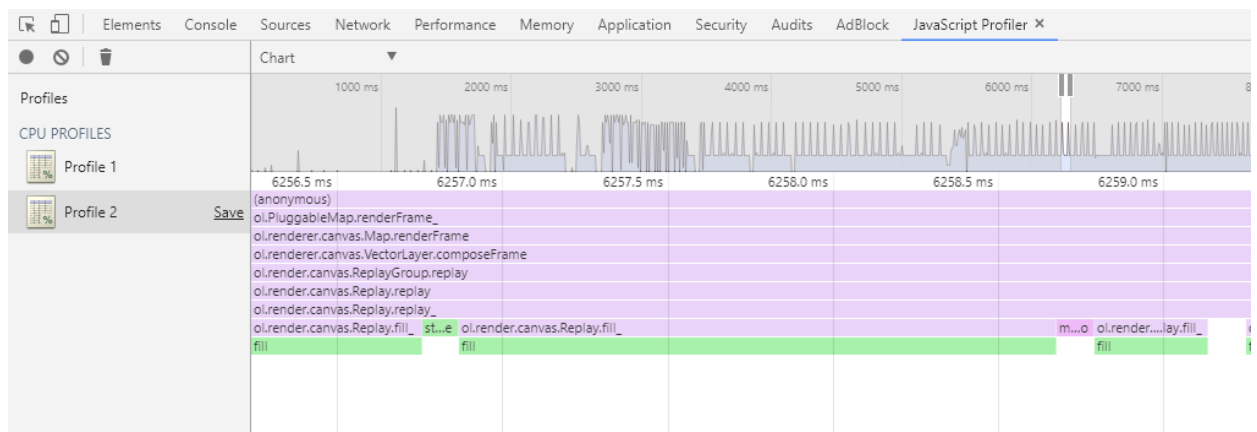 Elements Console Sources Network Performance Memory Application Security Audits AdBlock JavaScript Profiler ×
Chart ▼
Profiles
CPU PROFILES
Profile 1
Profile 2 Save
1000 ms 2000 ms 3000 ms 4000 ms 5000 ms 6000 ms 7000 ms 8
6256.5 ms 6257.0 ms 6257.5 ms 6258.0 ms 6258.5 ms 6259.0 ms
(anonymous)
ol.PluggableMap.renderFrame_
ol.renderer.canvas.Map.renderFrame
ol.renderer.canvas.VectorLayer.composeFrame
ol.render.canvas.ReplayGroup.replay
ol.render.canvas.Replay.replay
ol.render.canvas.Replay.replay_
ol.render.canvas.Replay.fill_ st...e ol.render.canvas.Replay.fill_ m...o ol.render....lay.fill_
fill fill fill